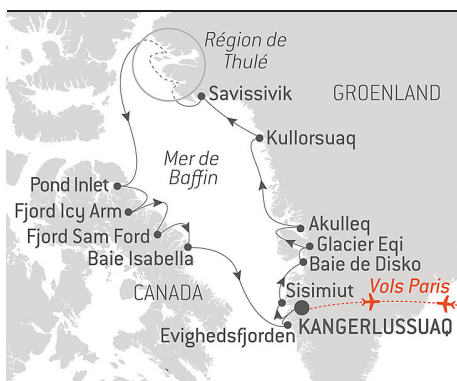 Région de
Thulé
Savissivik
GROENLAND
Kullorsuaq
Mer de
Baffin
Pond Inlet
Fjord Icy Arm
Fjord Sam Ford
Baie Isabella
Akulleq
Glacier Eqi
Baie de Disko
CANADA
Sisimiut
Vols Paris
Evighedsfjorden
KANGERLUSSUAQ